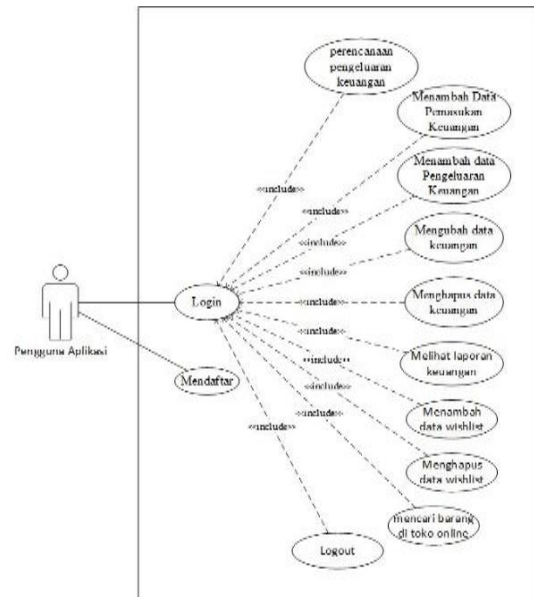 perencanaan
pengeluaran
keuangan
Menambah Data
Pemasukan
Keuangan
Menambah data
Pengeluaran
Keuangan
Mengubah data
keuangan
Menghapus data
keuangan
Melihat laporan
keuangan
Menambah
data wishlist
Menghapus
data wishlist
mencari barang
di toko online
Logout
<<include>>
<<include>>
<<include>>
<<include>>
<<include>>
<<include>>
<<include>>
<<include>>
<<include>>
<<include>>
Login
Mendaftar
Pengguna Aplikasi